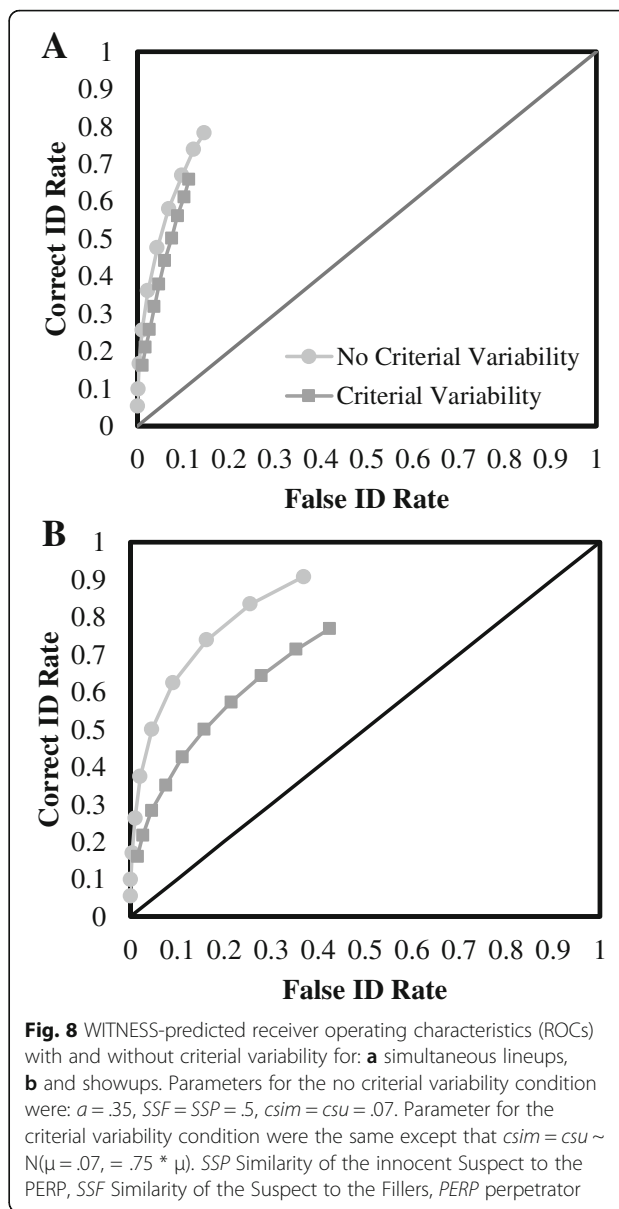 A
1
0.9
0.8
0.7
0.6
0.5
0.4
0.3
0.2
0.1
0
Correct ID Rate
No Criterial Variability
Criterial Variability
0 0.1 0.2 0.3 0.4 0.5 0.6 0.7 0.8 0.9 1
False ID Rate
B
1
0.9
0.8
0.7
0.6
0.5
0.4
0.3
0.2
0.1
0
Correct ID Rate
0 0.1 0.2 0.3 0.4 0.5 0.6 0.7 0.8 0.9 1
False ID Rate
Fig. 8 WITNESS-predicted receiver operating characteristics (ROCs)
with and without criterial variability for: a simultaneous lineups,
b and showups. Parameters for the no criterial variability condition
were: a = .35, SSF = SSP = .5, csim = csu = .07. Parameter for the
criterial variability condition were the same except that csim = csu ~
N(μ = .07, = .75 * μ). SSP Similarity of the innocent Suspect to the
PERP, SSF Similarity of the Suspect to the Fillers, PERP perpetrator